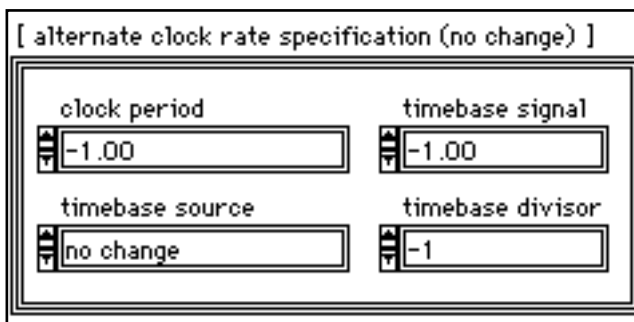 [ alternate clock rate specification (no change) ]
clock period timebase signal
-1.00 -1.00
timebase source timebase divisor
no change -1